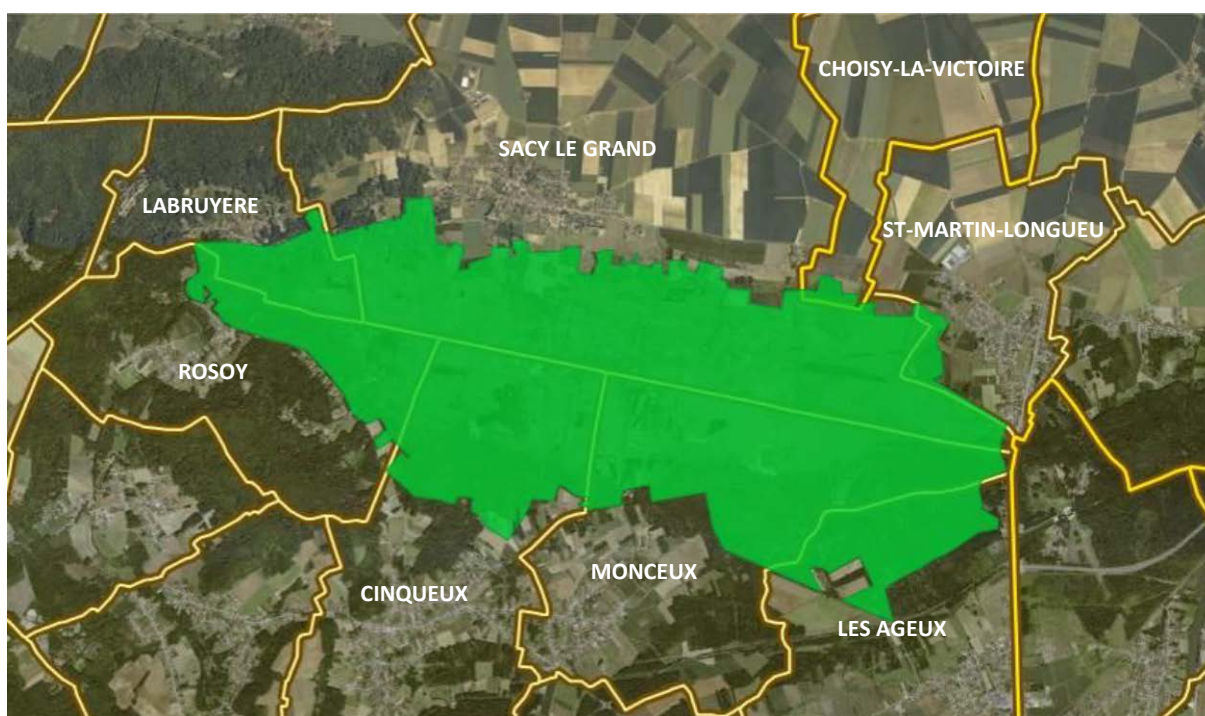 CHOISY-LA-VICTOIRE
SACY LE GRAND
LABRUYERE
ST-MARTIN-LONGUEU
ROSOY
MONCEUX
CINQUEUX
LES AGEUX